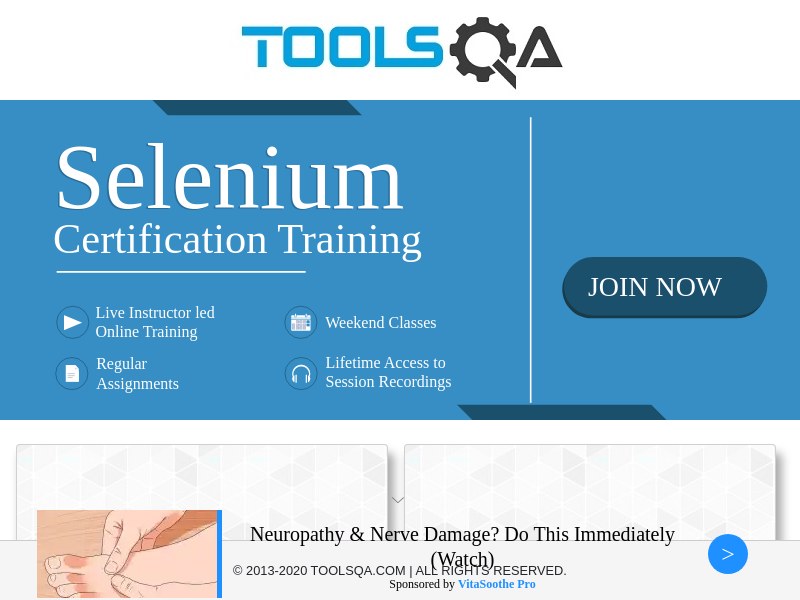 TOOLSQA
Selenium
Certification Training
Live Instructor led
Online Training
Weekend Classes
Regular
Assignments
Lifetime Access to
Session Recordings
JOIN NOW
Neuropathy & Nerve Damage? Do This Immediately
(Watch)
© 2013-2020 TOOLSQA.COM | ALL RIGHTS RESERVED.
Sponsored by VitaSoothe Pro
>